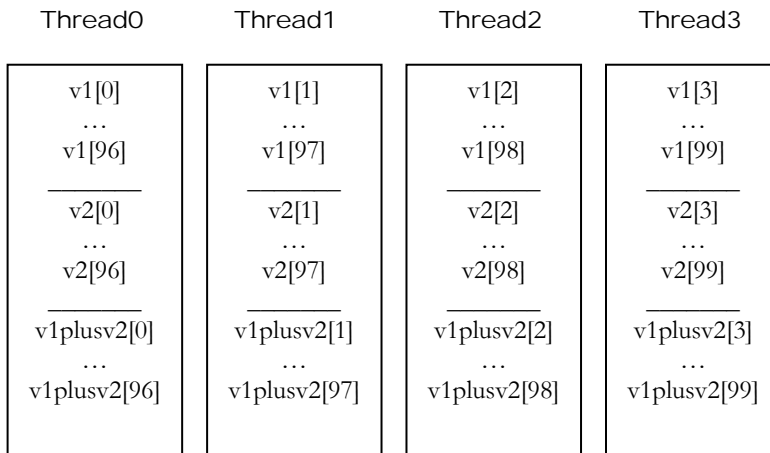 Thread0 Thread1 Thread2 Thread3
v1[0] v1[1] v1[2] v1[3]
… … … …
v1[96] v1[97] v1[98] v1[99]
v2[0] v2[1] v2[2] v2[3]
… … … …
v2[96] v2[97] v2[98] v2[99]
v1plusv2[0] v1plusv2[1] v1plusv2[2] v1plusv2[3]
… … … …
v1plusv2[96] v1plusv2[97] v1plusv2[98] v1plusv2[99]